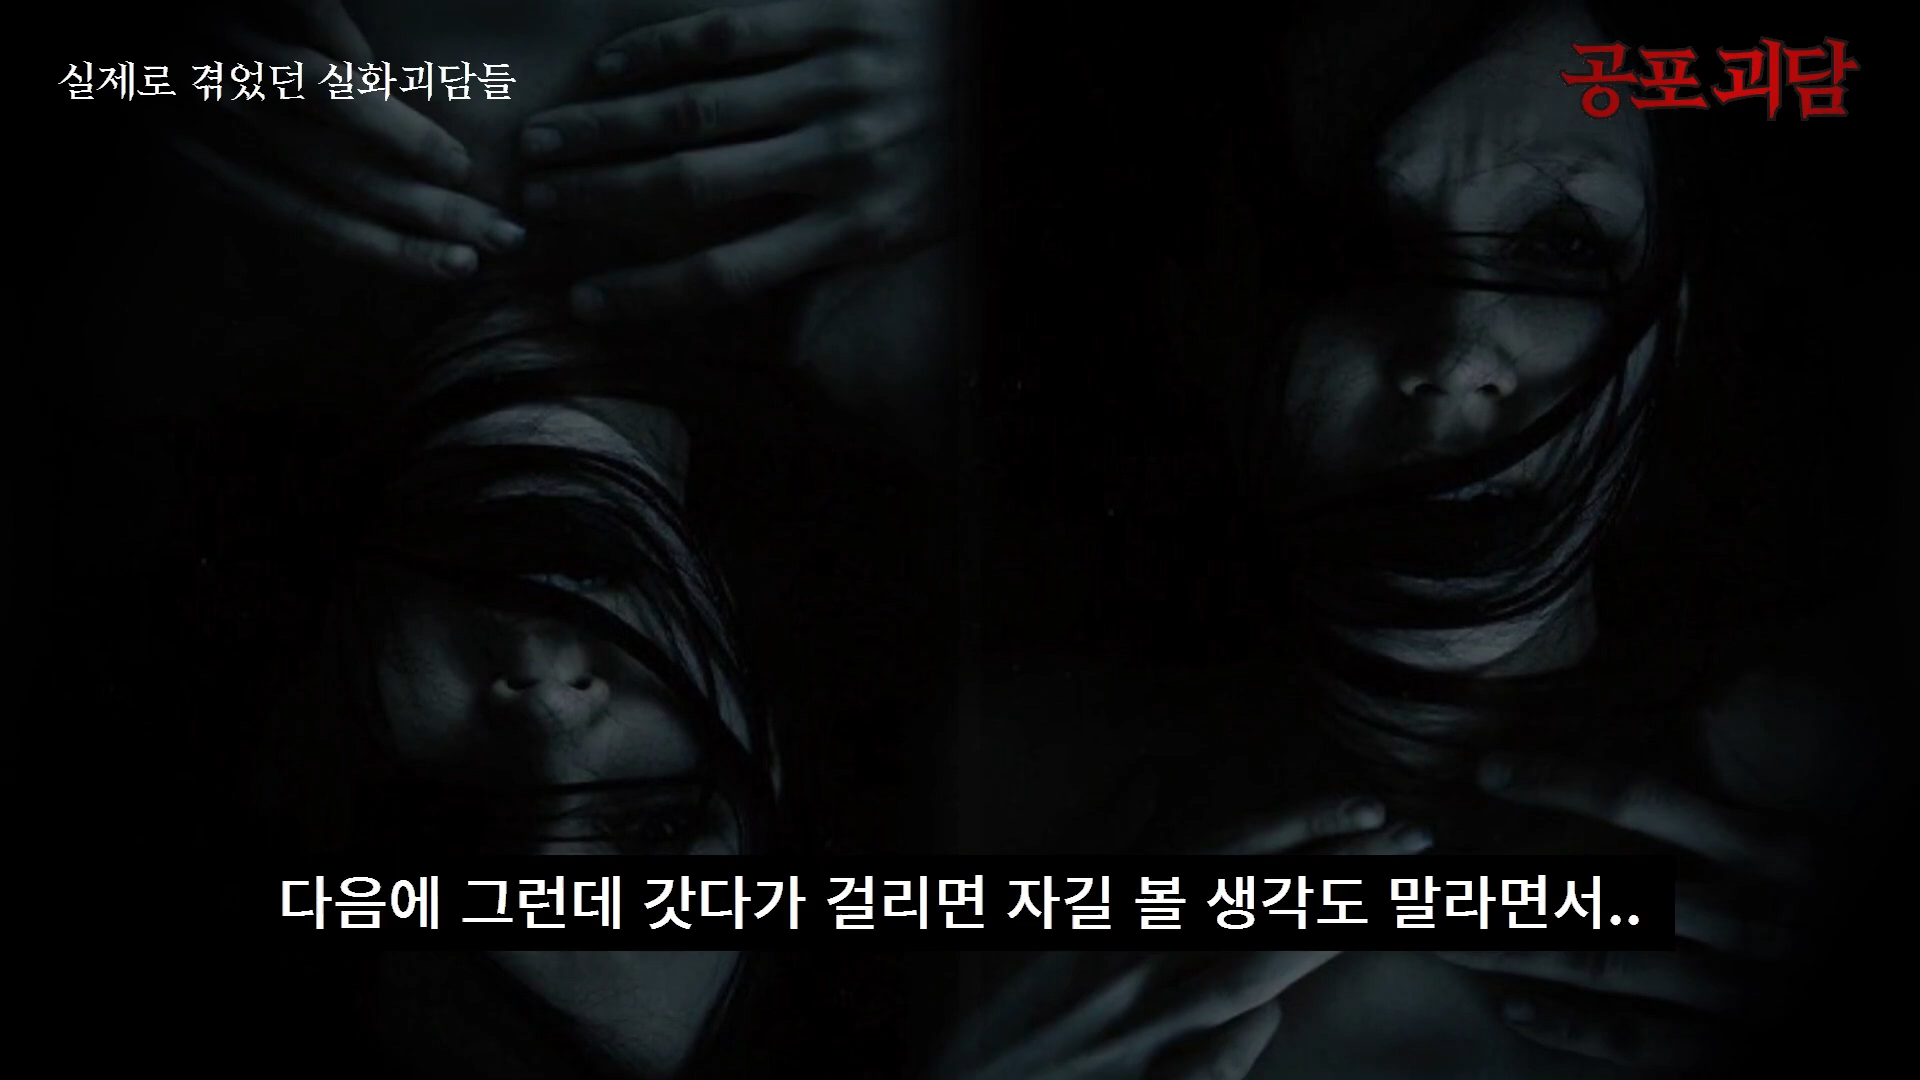 실제로 겪었던 실화괴담들
공포괴담
다음에 그런데 갓다가 걸리면 자길 볼 생각도 말라면서..